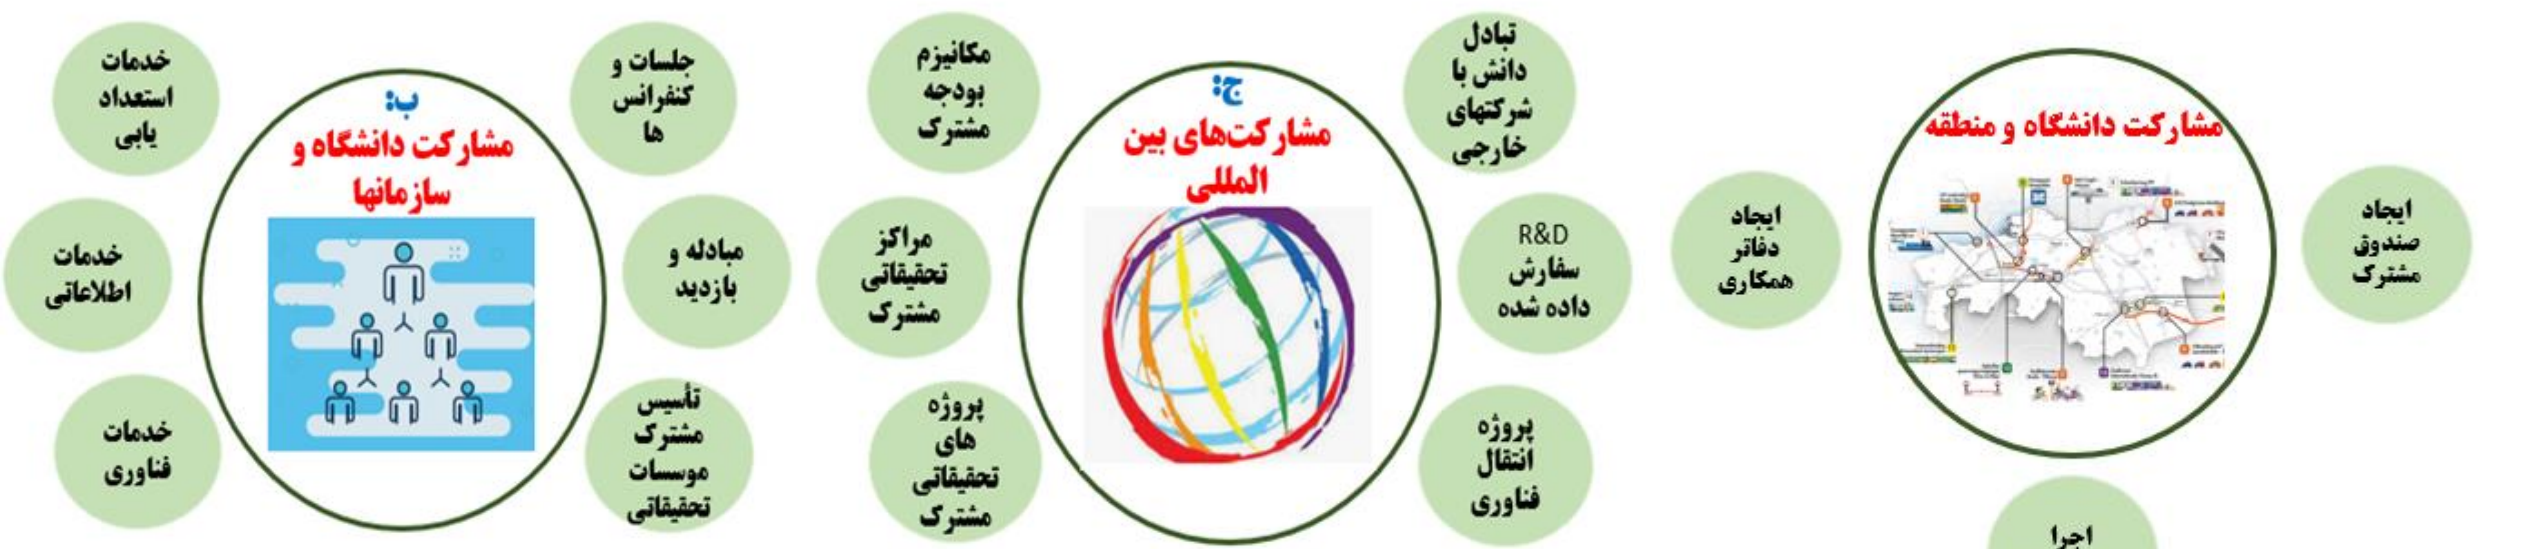 مشارکت دانشگاه و منطقه
ایجاد
صندوق
مشترک
ایجاد
دفاتر
همکاری
اجرا
ج:
مشارکت‌های بین
المللی
تبادل
دانش با
شرکتهای
خارجی
R&D
سفارش
داده شده
پروژه
انتقال
فناوری
مکانیزم
بودجه
مشترک
مراکز
تحقیقاتی
مشترک
پروژه
های
تحقیقاتی
مشترک
ب:
مشارکت دانشگاه و
سازمانها
جلسات و
کنفرانس
ها
مبادله و
بازدید
تأسیس
مشترک
موسسات
تحقیقاتی
خدمات
استعداد
یابی
خدمات
اطلاعاتی
خدمات
فناوری